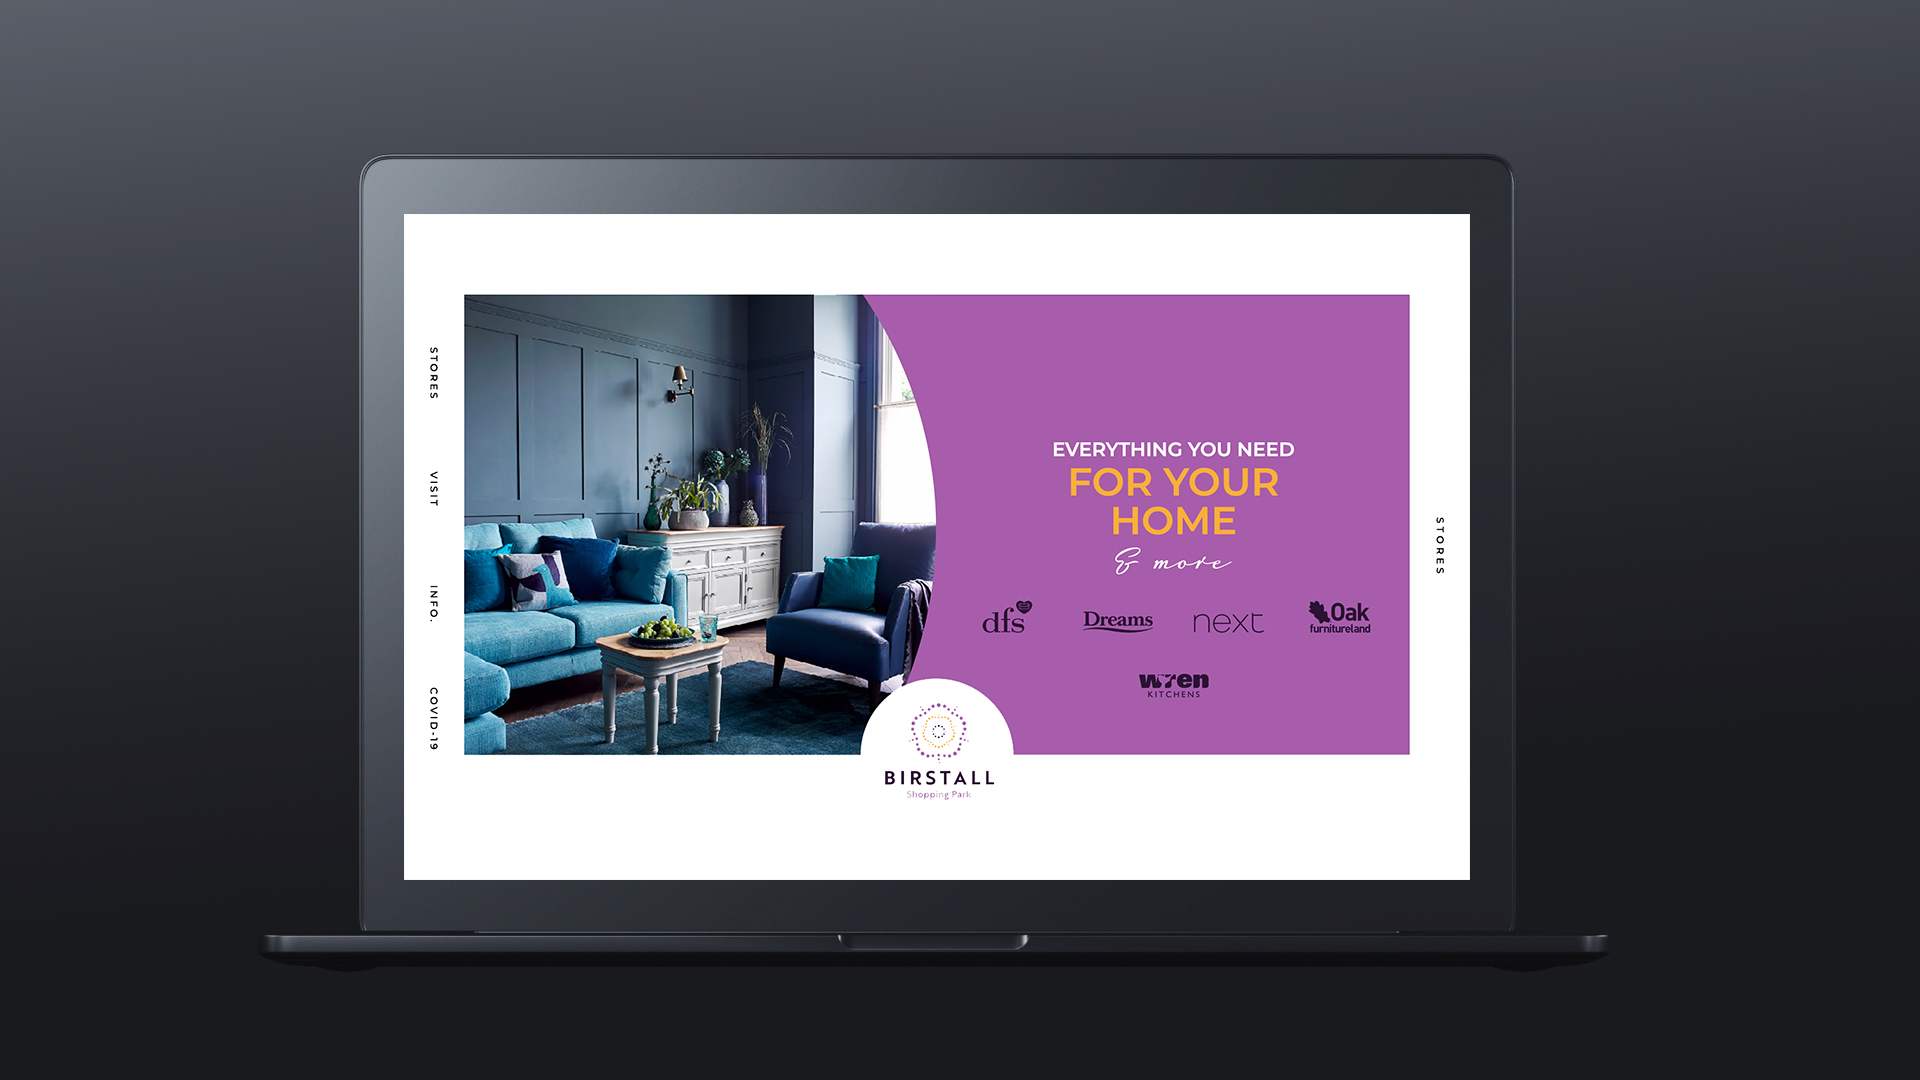 STORES
VISIT
INFO.
COVID-19
EVERYTHING YOU NEED
FOR YOUR
HOME
& more
dfs
Dreams
next
Oak
furnitureland
wren
KITCHENS
BIRSTALL
Shopping Park
STORES